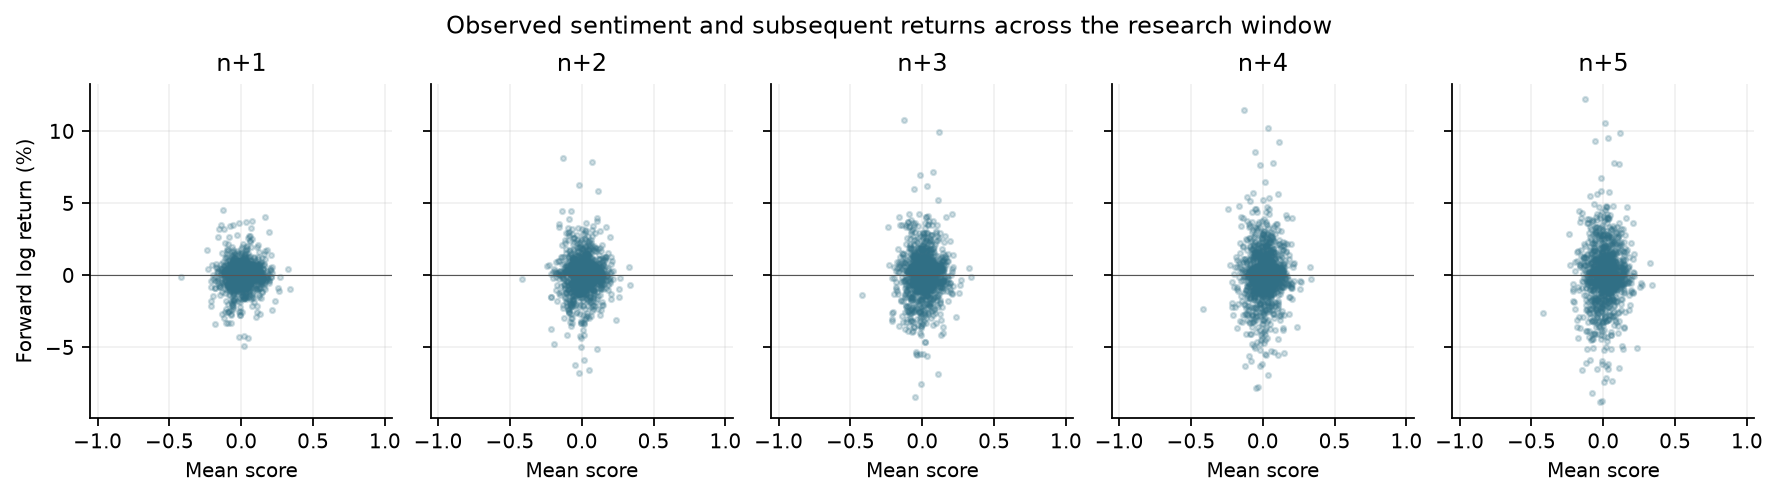 Observed sentiment and subsequent returns across the research window
n+1 n+2 n+3 n+4 n+5
Forward log return (%)
10
5
0
−5
−1.0 −0.5 0.0 0.5 1.0 −1.0 −0.5 0.0 0.5 1.0 −1.0 −0.5 0.0 0.5 1.0 −1.0 −0.5 0.0 0.5 1.0 −1.0 −0.5 0.0 0.5 1.0
Mean score Mean score Mean score Mean score Mean score